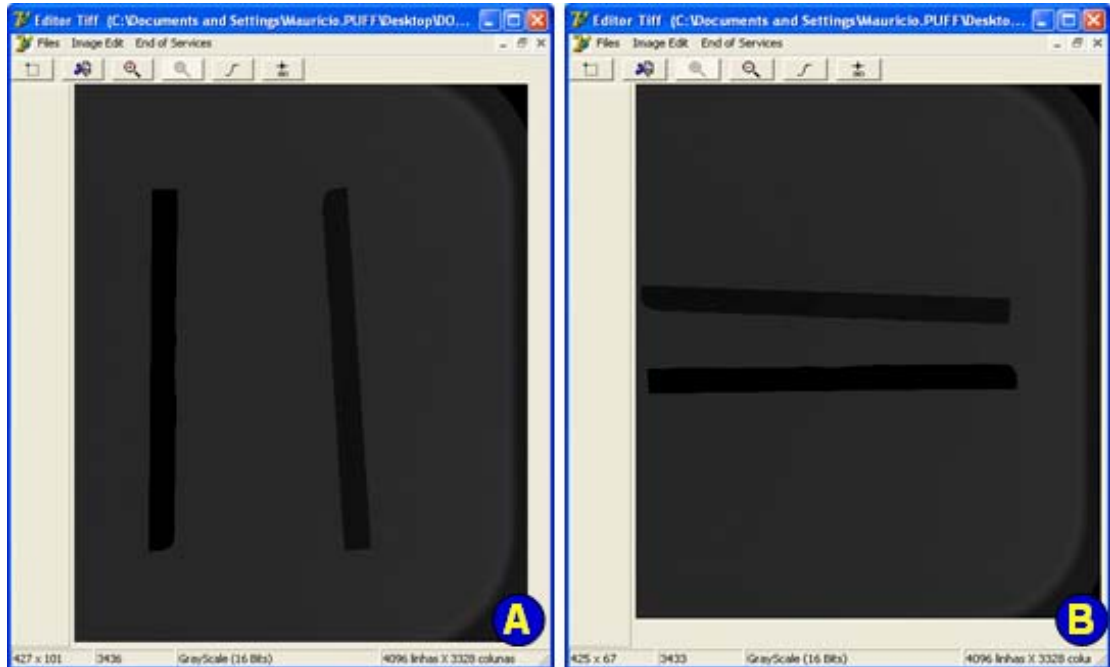 Editor Tiff (C:\Documents and Settings\Mauricio.PUFF\Desktop\DO...
Files Image Edit End of Services
A
427 x 101 3436 GrayScale (16 Bits) 4096 linhas X 3328 colunas
Editor Tiff (C:\Documents and Settings\Mauricio.PUFF\Deskto...
Files Image Edit End of Services
B
425 x 67 3433 GrayScale (16 Bits) 4096 linhas X 3328 colu